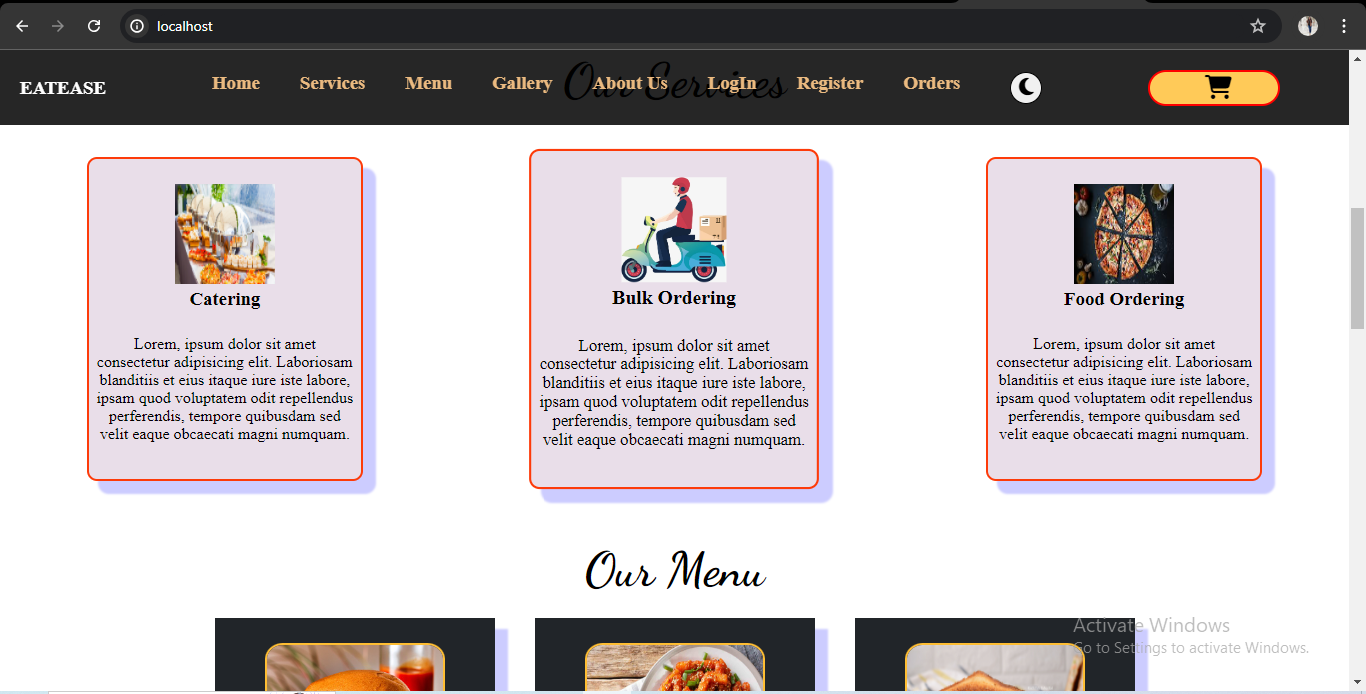 localhost
EATEASE
Home Services Menu Gallery About Us LogIn Register Orders
Our Services
Catering
Lorem, ipsum dolor sit amet
consectetur adipisicing elit. Laboriosam
blanditiis et eius itaque iure iste labore,
ipsam quod voluptatem odit repellendus
perferendis, tempore quibusdam sed
velit eaque obcaecati magni numquam.
Bulk Ordering
Lorem, ipsum dolor sit amet
consectetur adipisicing elit. Laboriosam
blanditiis et eius itaque iure iste labore,
ipsam quod voluptatem odit repellendus
perferendis, tempore quibusdam sed
velit eaque obcaecati magni numquam.
Food Ordering
Lorem, ipsum dolor sit amet
consectetur adipisicing elit. Laboriosam
blanditiis et eius itaque iure iste labore,
ipsam quod voluptatem odit repellendus
perferendis, tempore quibusdam sed
velit eaque obcaecati magni numquam.
Our Menu
Activate Windows
Go to Settings to activate Windows.